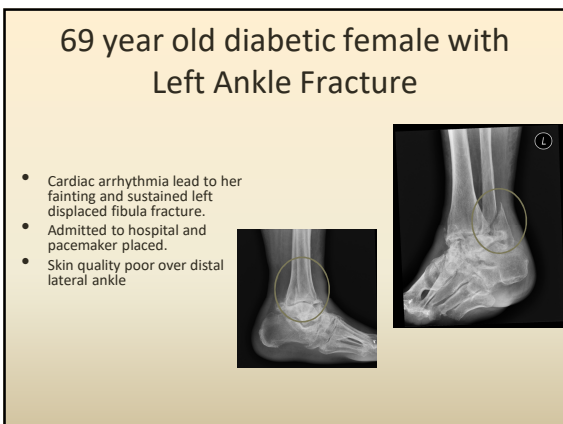 69 year old diabetic female with
Left Ankle Fracture
• Cardiac arrhythmia lead to her
fainting and sustained left
displaced fibula fracture.
• Admitted to hospital and
pacemaker placed.
• Skin quality poor over distal
lateral ankle
L